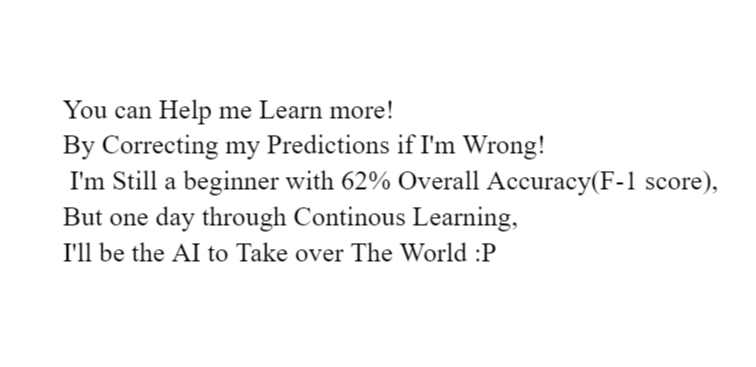 You can Help me Learn more!
By Correcting my Predictions if I'm Wrong!
I'm Still a beginner with 62% Overall Accuracy(F-1 score),
But one day through Continous Learning,
I'll be the AI to Take over The World :P